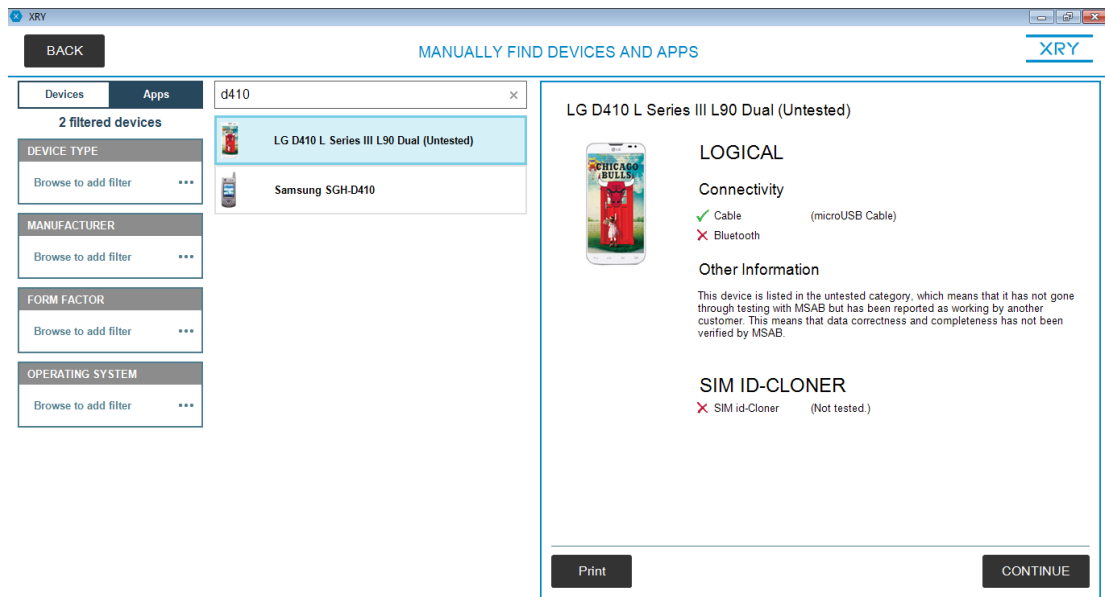 XRY
BACK
MANUALLY FIND DEVICES AND APPS
XRY
Devices
Apps
2 filtered devices
DEVICE TYPE
Browse to add filter
MANUFACTURER
Browse to add filter
FORM FACTOR
Browse to add filter
OPERATING SYSTEM
Browse to add filter
d410
LG D410 L Series III L90 Dual (Untested)
Samsung SGH-D410
LG D410 L Series III L90 Dual (Untested)
CHICAGO
BULLS
LG
LOGICAL
Connectivity
Cable (microUSB Cable)
Bluetooth
Other Information
This device is listed in the untested category, which means that it has not gone
through testing with MSAB but has been reported as working by another
customer. This means that data correctness and completeness has not been
verified by MSAB.
SIM ID-CLONER
SIM id-Cloner (Not tested.)
Print
CONTINUE